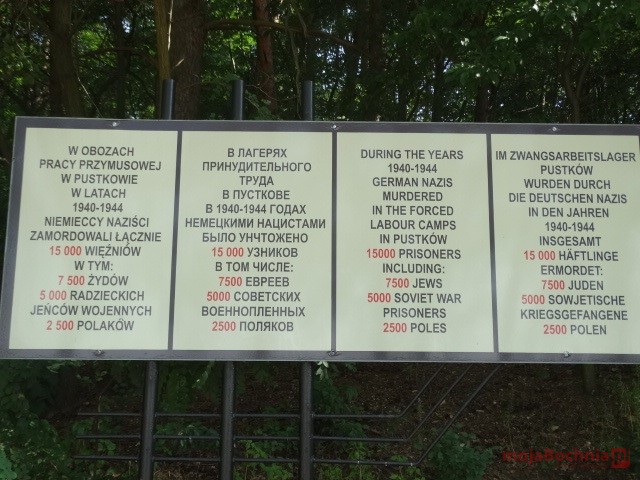 W OBOZACH
PRACY PRZYMUSOWEJ
W PUSTKOWIE
W LATACH
1940-1944
NIEMIECCY NAZIŚCI
ZAMORDOWALI ŁĄCZNIE
15 000 WIĘŹNIÓW
W TYM:
7 500 ŻYDÓW
5 000 RADZIECKICH
JEŃCÓW WOJENNYCH
2 500 POLAKÓW
В ЛАГЕРЯХ
ПРИНУДИТЕЛЬНОГО
ТРУДА
В ПУСТКОВЕ
В 1940-1944 ГОДАХ
НЕМЕЦКИМИ НАЦИСТАМИ
БЫЛО УНЧТОЖЕНО
15 000 УЗНИКОВ
В ТОМ ЧИСЛЕ:
7500 ЕВРЕЕВ
5000 СОВЕТСКИХ
ВОЕННОПЛЕННЫХ
2500 ПОЛЯКОВ
DURING THE YEARS
1940-1944
GERMAN NAZIS
MURDERED
IN THE FORCED
LABOUR CAMPS
IN PUSTKÓW
15000 PRISONERS
INCLUDING:
7500 JEWS
5000 SOVIET WAR
PRISONERS
2500 POLES
IM ZWANGSARBEITSLAGER
PUSTKÓW
WURDEN DURCH
DIE DEUTSCHEN NAZIS
IN DEN JAHREN
1940-1944
INSGESAMT
15 000 HÄFTLINGE
ERMORDET:
7500 JUDEN
5000 SOWJETISCHE
KRIEGSGEFANGENE
2500 POLEN
mojaBochnia